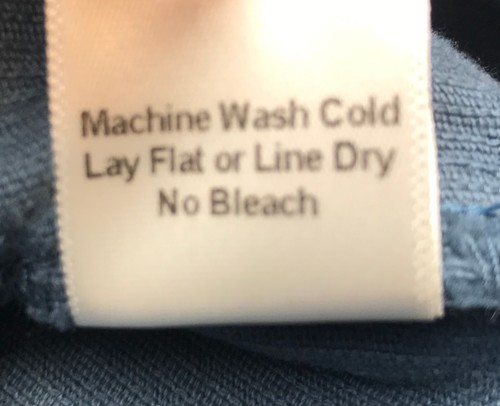 Machine Wash Cold
Lay Flat or Line Dry
No Bleach